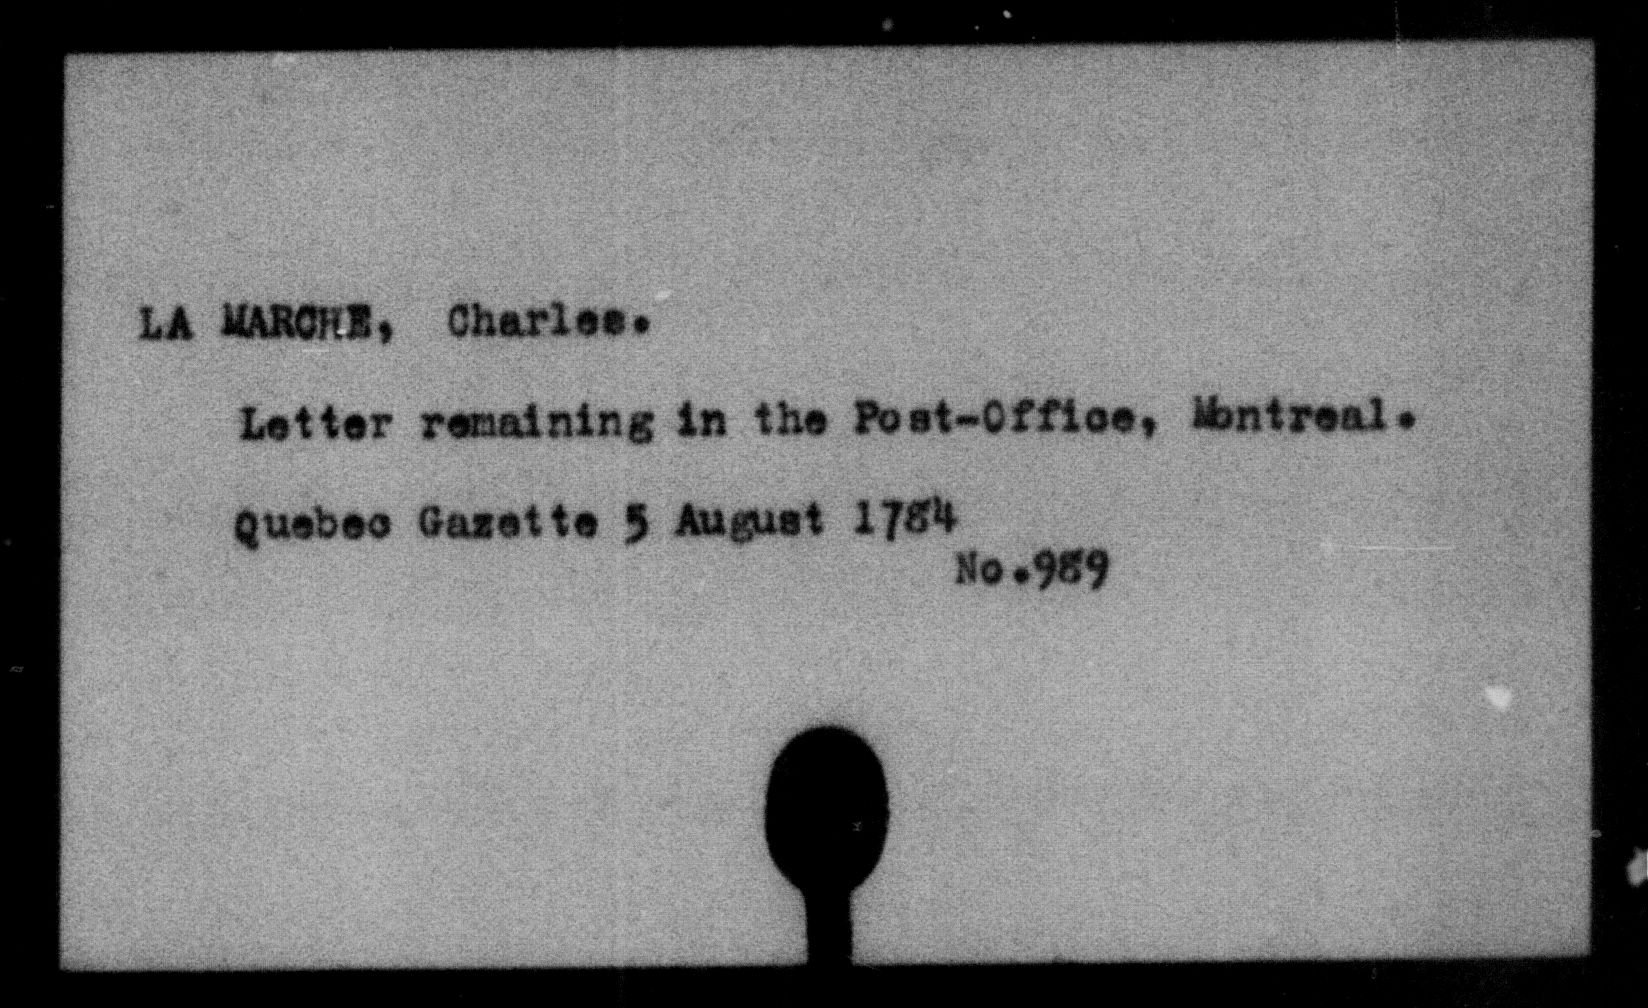 LA MARCHE, Charles.
Letter remaining in the Post-Office, Montreal.
Quebec Gazette 5 August 1784
No.989